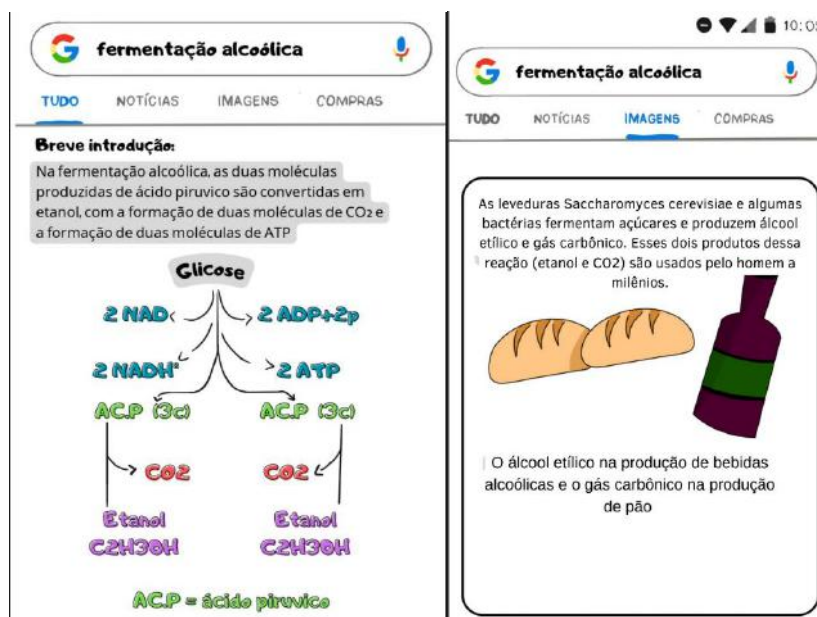 fermentação alcoólica
TUDO NOTÍCIAS IMAGENS COMPRAS
Breve introdução:
Na fermentação alcoólica, as duas moléculas
produzidas de ácido piruvico são convertidas em
etanol, com a formação de duas moléculas de CO2 e
a formação de duas moléculas de ATP
Glicose
2 NAD 2 ADP+2p
2 NADH+ 2 ATP
AC.P (3c) AC.P (3c)
CO2 CO2
Etanol Etanol
C2H3OH C2H3OH
AC.P = ácido piruvico
10:05
fermentação alcoólica
TUDO NOTÍCIAS IMAGENS COMPRAS
As leveduras Saccharomyces cerevisiae e algumas
bactérias fermentam açúcares e produzem álcool
etílico e gás carbônico. Esses dois produtos dessa
reação (etanol e CO2) são usados pelo homem a
milênios.
O álcool etílico na produção de bebidas
alcoólicas e o gás carbônico na produção
de pão